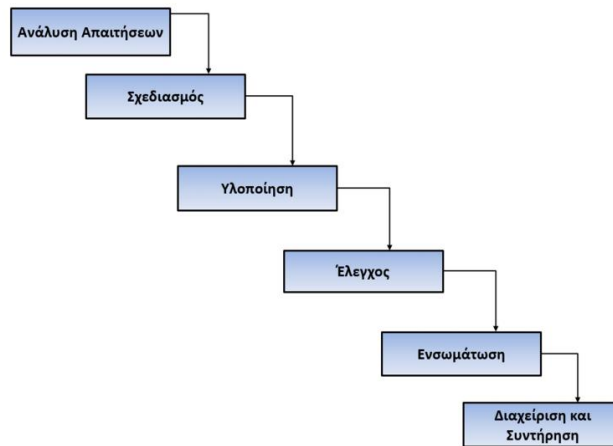 Ανάλυση Απαιτήσεων
Σχεδιασμός
Υλοποίηση
Έλεγχος
Ενσωμάτωση
Διαχείριση και
Συντήρηση